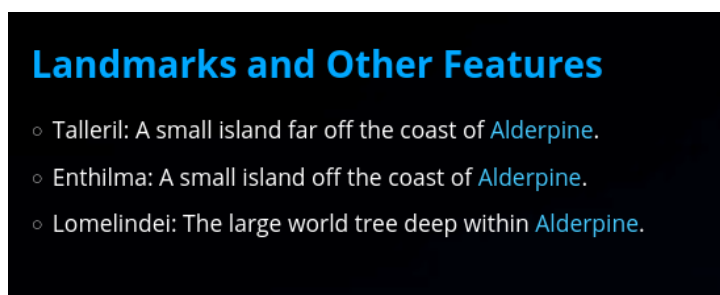 Landmarks and Other Features
Talleril: A small island far off the coast of Alderpine.
Enthilma: A small island off the coast of Alderpine.
Lomelindei: The large world tree deep within Alderpine.